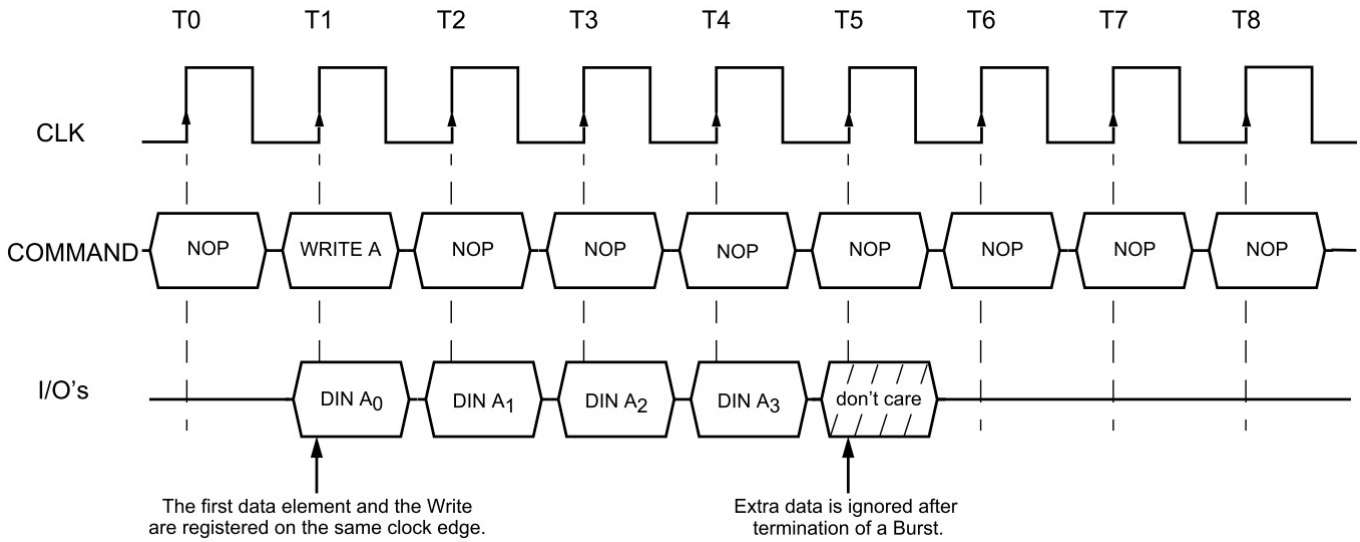 T0 T1 T2 T3 T4 T5 T6 T7 T8
CLK
COMMAND NOP WRITE A NOP NOP NOP NOP NOP NOP NOP
I/O's DIN A0 DIN A1 DIN A2 DIN A3 don't care
The first data element and the Write
are registered on the same clock edge.
Extra data is ignored after
termination of a Burst.